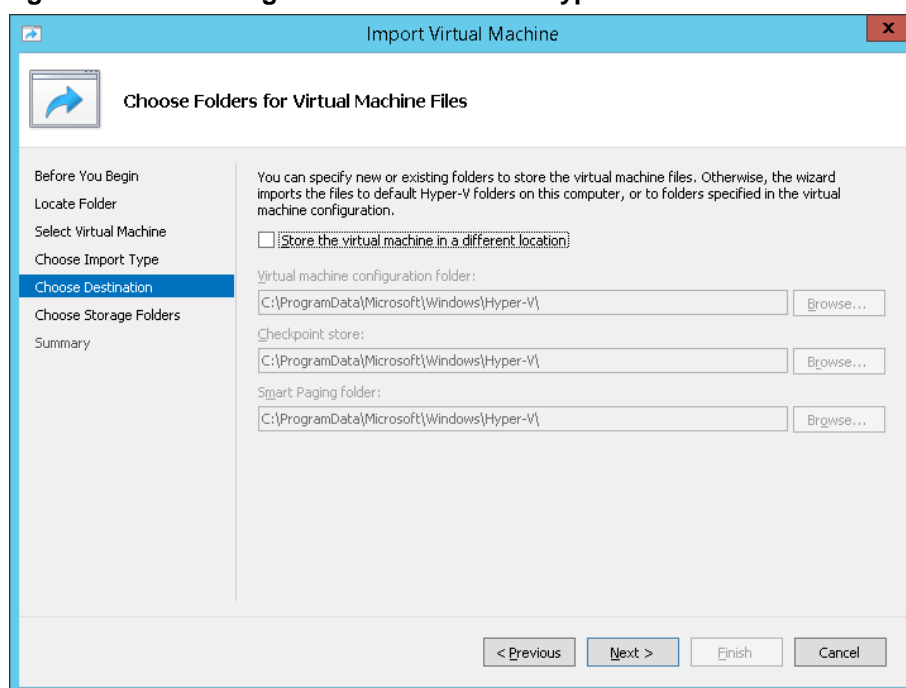 Import Virtual Machine
x
Choose Folders for Virtual Machine Files
Before You Begin
Locate Folder
Select Virtual Machine
Choose Import Type
Choose Destination
Choose Storage Folders
Summary
You can specify new or existing folders to store the virtual machine files. Otherwise, the wizard
imports the files to default Hyper-V folders on this computer, or to folders specified in the virtual
machine configuration.
Store the virtual machine in a different location
Virtual machine configuration folder:
C:\ProgramData\Microsoft\Windows\Hyper-V\ Browse...
Checkpoint store:
C:\ProgramData\Microsoft\Windows\Hyper-V\ Browse...
Smart Paging folder:
C:\ProgramData\Microsoft\Windows\Hyper-V\ Browse...
< Previous Next > Finish Cancel